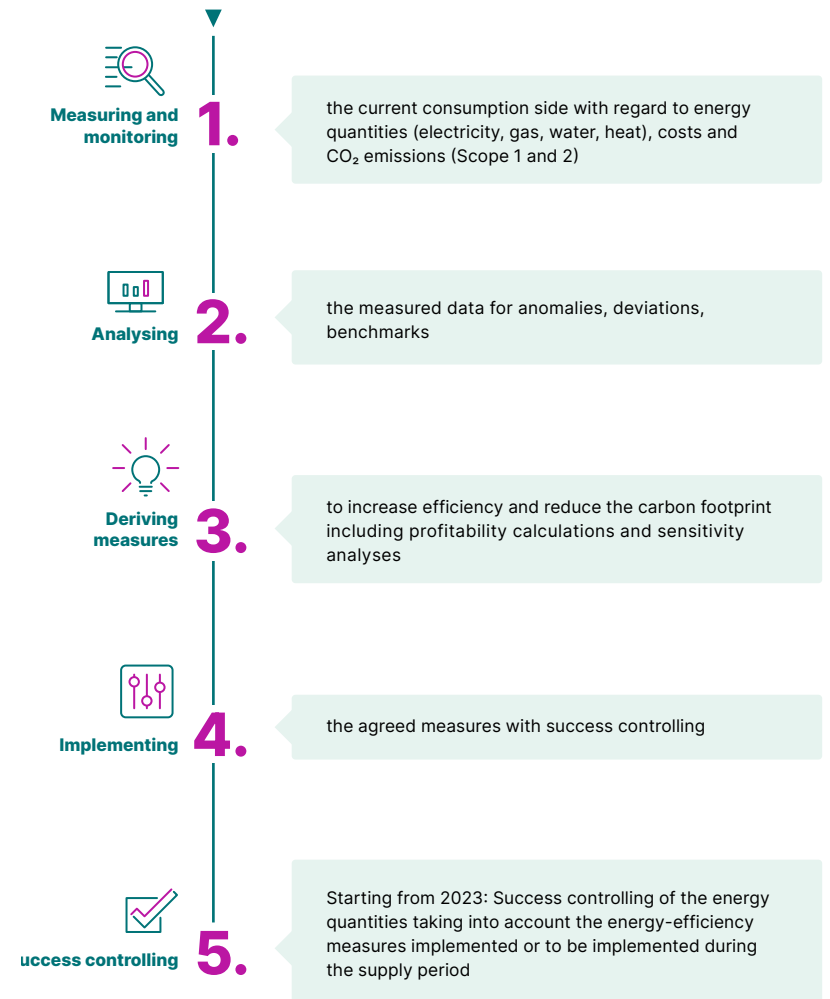 Measuring and
monitoring
1.
the current consumption side with regard to energy
quantities (electricity, gas, water, heat), costs and
CO₂ emissions (Scope 1 and 2)
Analysing
2.
the measured data for anomalies, deviations,
benchmarks
Deriving
measures
3.
to increase efficiency and reduce the carbon footprint
including profitability calculations and sensitivity
analyses
Implementing
4.
the agreed measures with success controlling
uccess controlling
5.
Starting from 2023: Success controlling of the energy
quantities taking into account the energy-efficiency
measures implemented or to be implemented during
the supply period